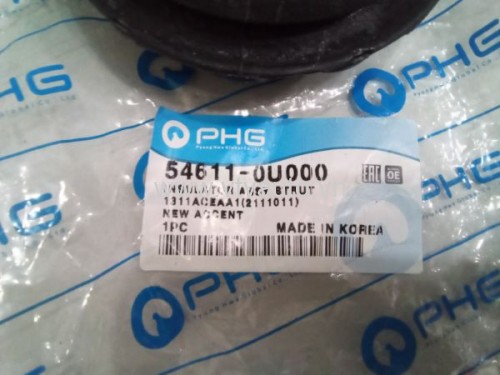 PHG
PHG
PHG
54611-0U000
INSULATOR ASSY STRUT
1311ACEAA1(2111011)
NEW ACCENT
1PC MADE IN KOREA
EAC OE
PHG
PHG